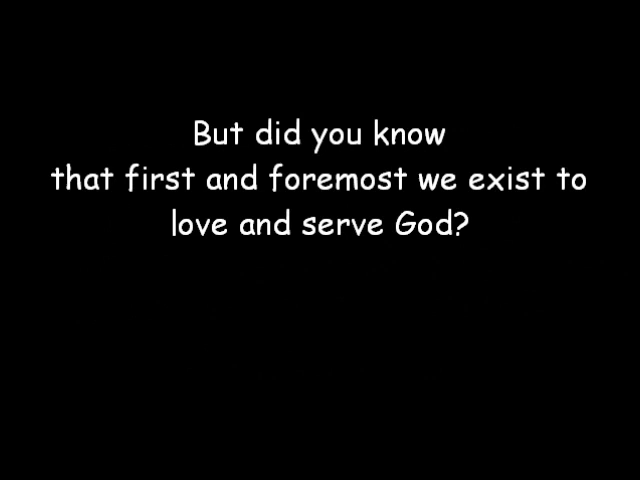 But did you know
that first and foremost we exist to
love and serve God?